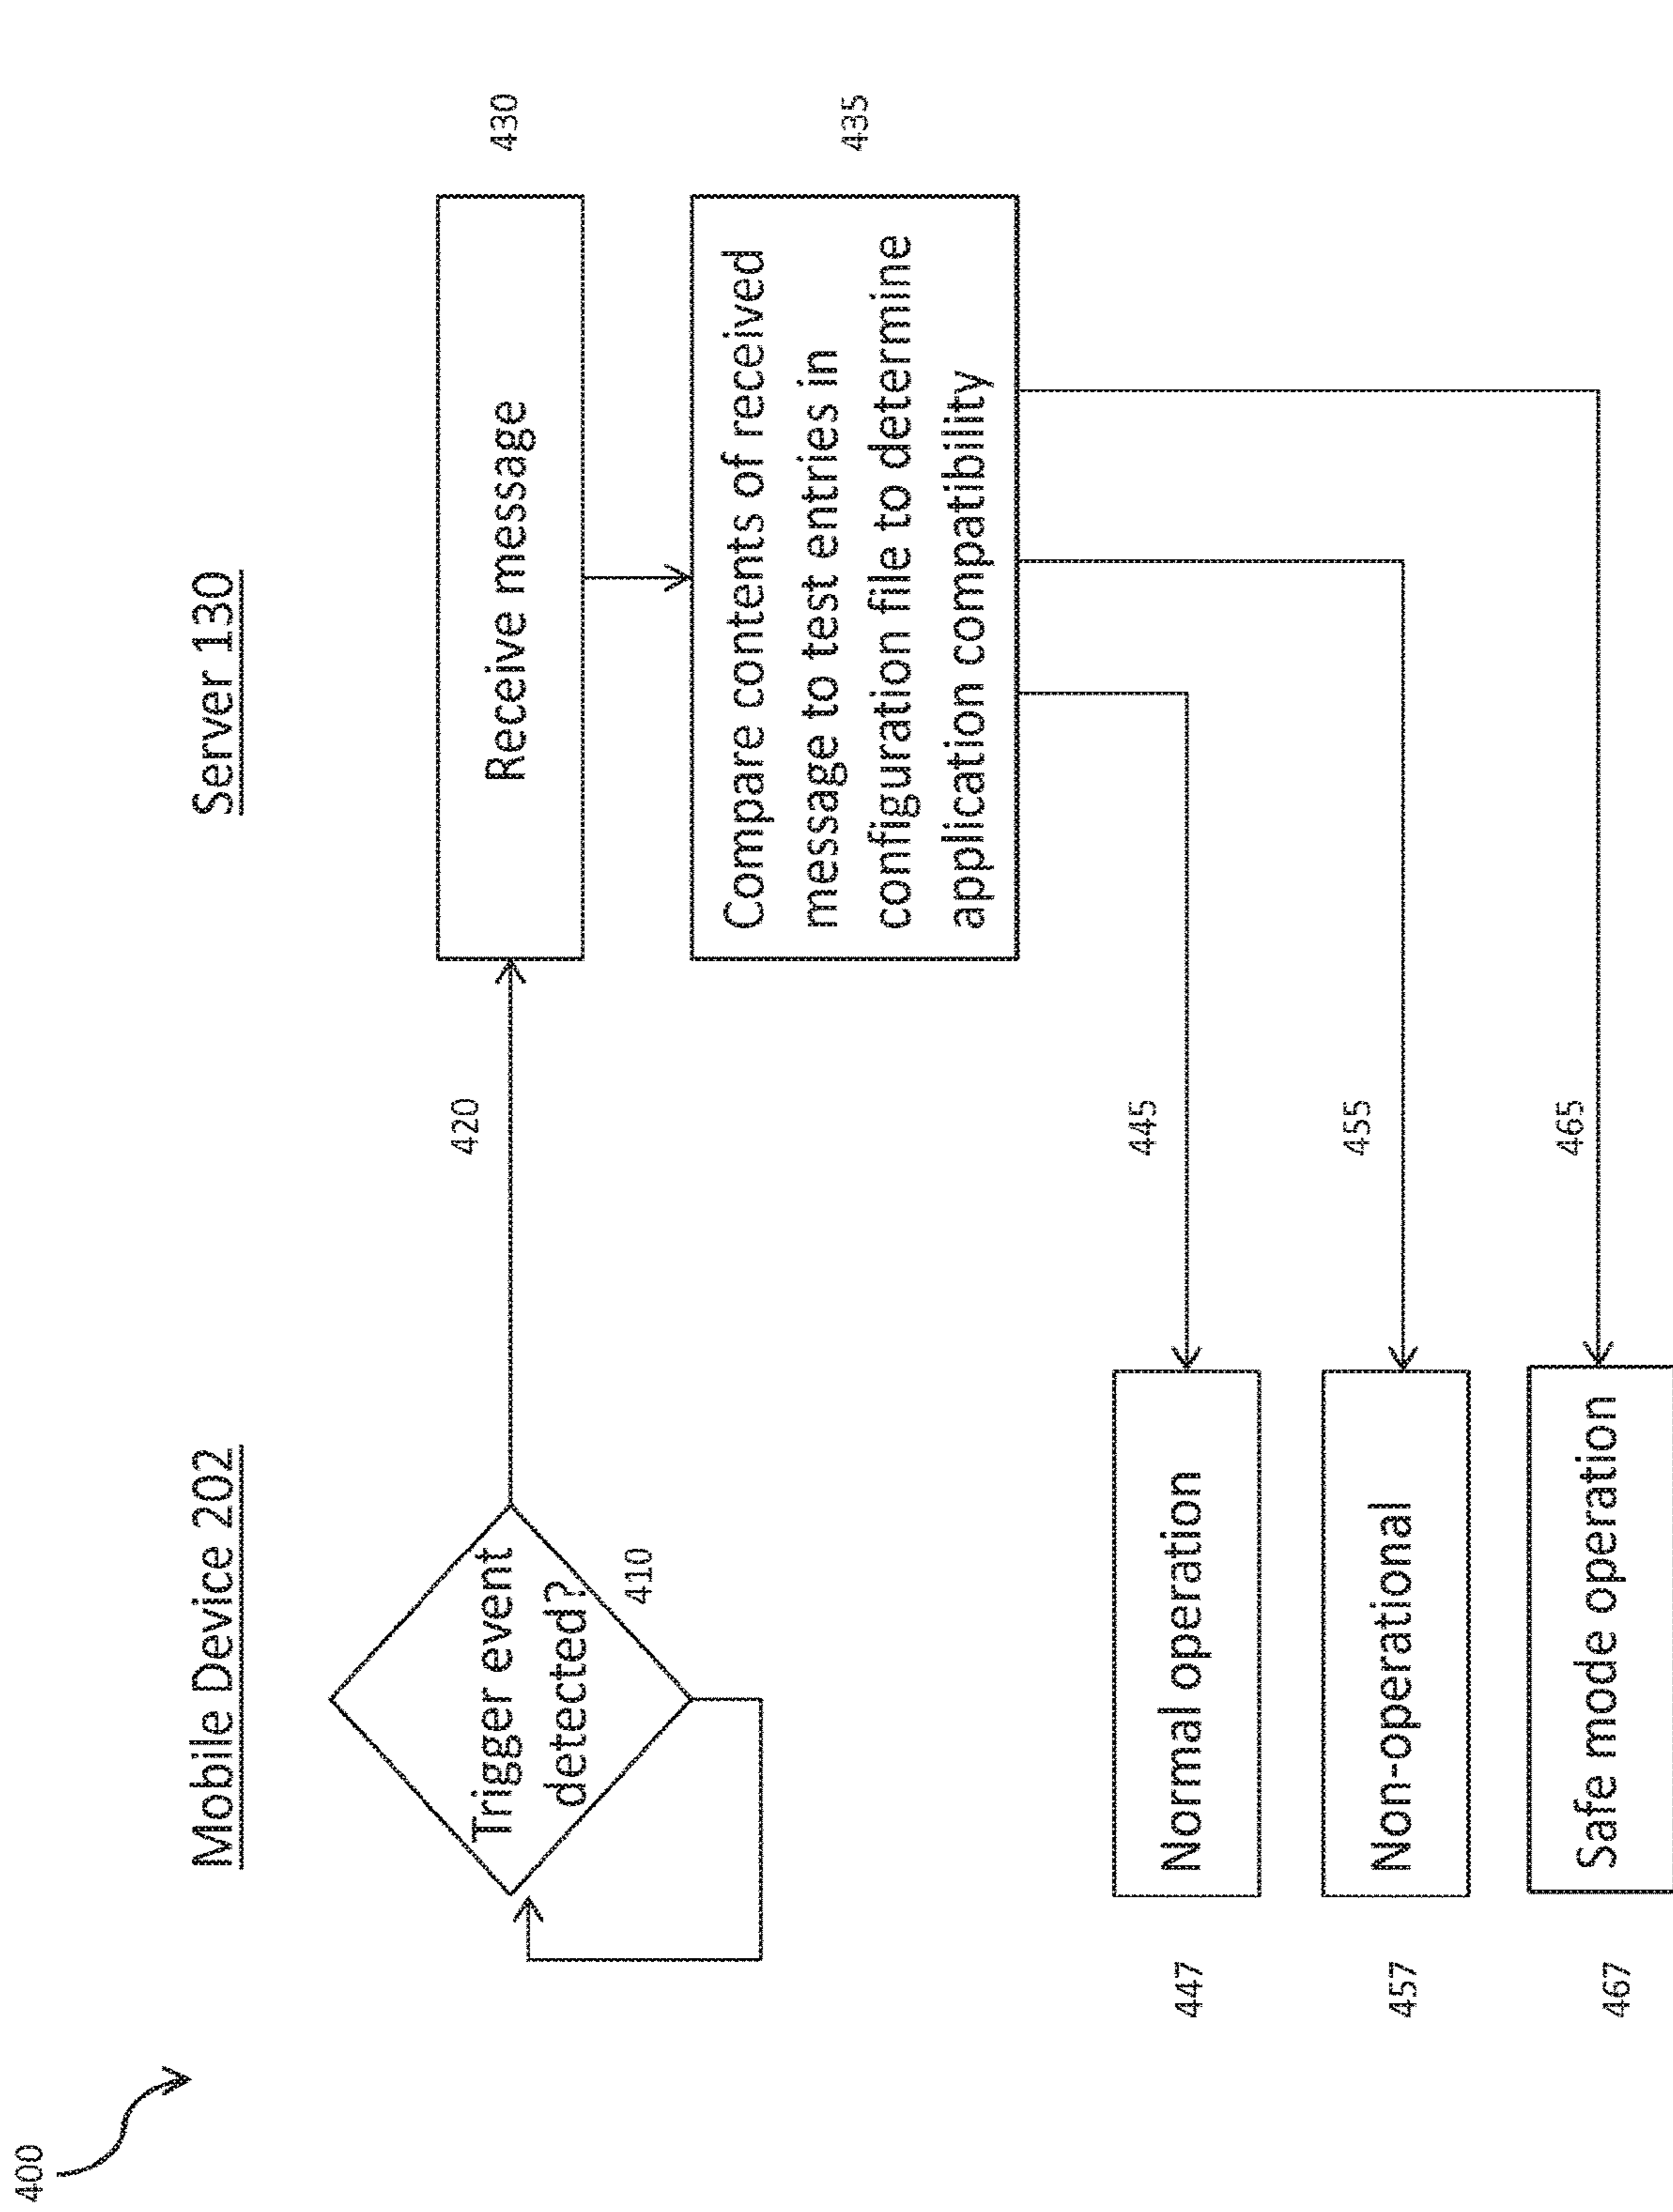 400
Mobile Device 202
Server 130
Trigger event
detected?
410
420
Receive message
430
Compare contents of received
message to test entries in
configuration file to determine
application compatibility
435
445
447
Normal operation
455
457
Non-operational
465
467
Safe mode operation